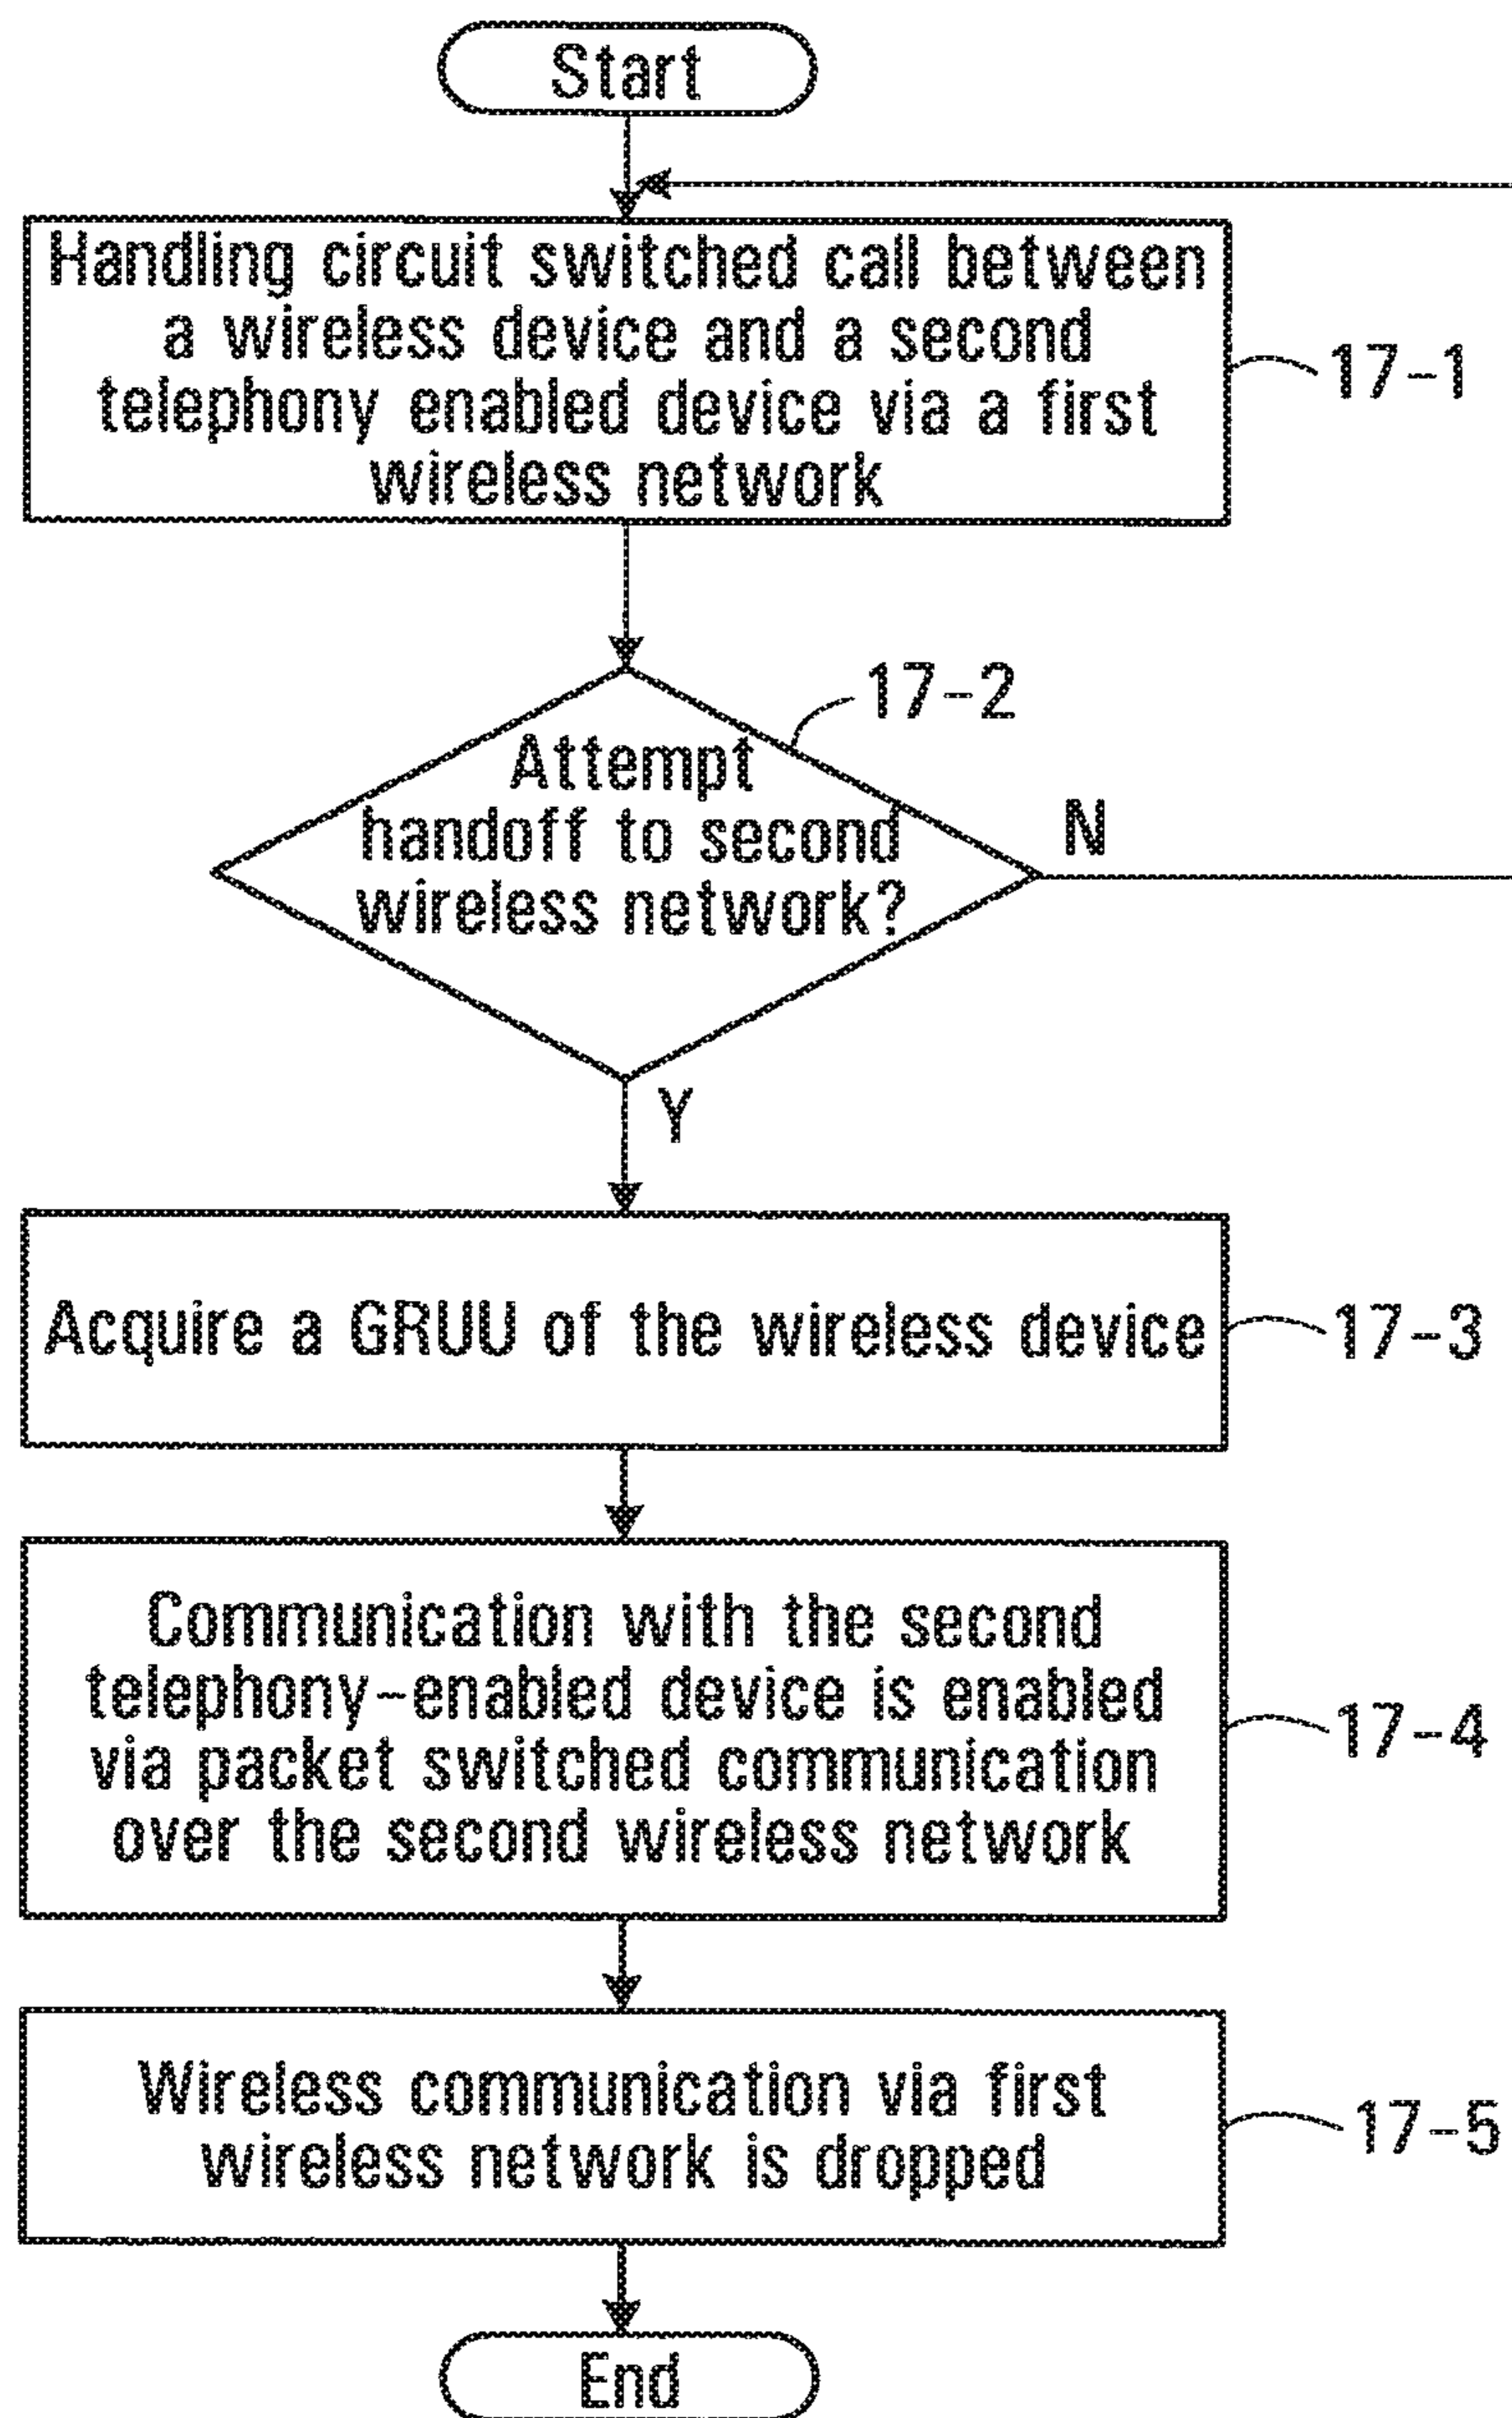 Start
Handling circuit switched call between
a wireless device and a second
telephony enabled device via a first
wireless network
17-1
17-2
Attempt
handoff to second
wireless network?
N
Y
Acquire a GRUU of the wireless device
17-3
Communication with the second
telephony-enabled device is enabled
via packet switched communication
over the second wireless network
17-4
Wireless communication via first
wireless network is dropped
17-5
End